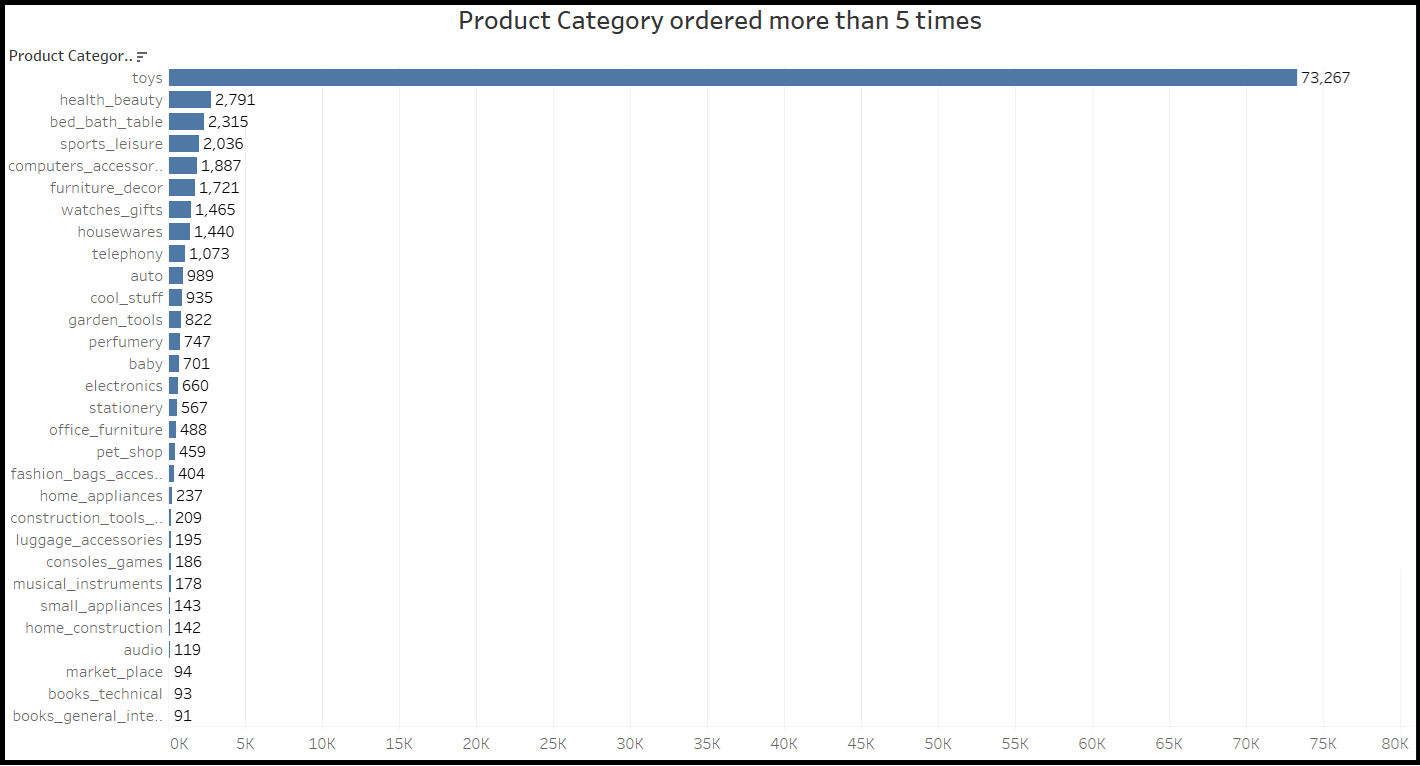 Product Category ordered more than 5 times
Product Categor..
toys 73,267
health_beauty 2,791
bed_bath_table 2,315
sports_leisure 2,036
computers_accessor.. 1,887
furniture_decor 1,721
watches_gifts 1,465
housewares 1,440
telephony 1,073
auto 989
cool_stuff 935
garden_tools 822
perfumery 747
baby 701
electronics 660
stationery 567
office_furniture 488
pet_shop 459
fashion_bags_acces.. 404
home_appliances 237
construction_tools_.. 209
luggage_accessories 195
consoles_games 186
musical_instruments 178
small_appliances 143
home_construction 142
audio 119
market_place 94
books_technical 93
books_general_inte.. 91
0K 5K 10K 15K 20K 25K 30K 35K 40K 45K 50K 55K 60K 65K 70K 75K 80K